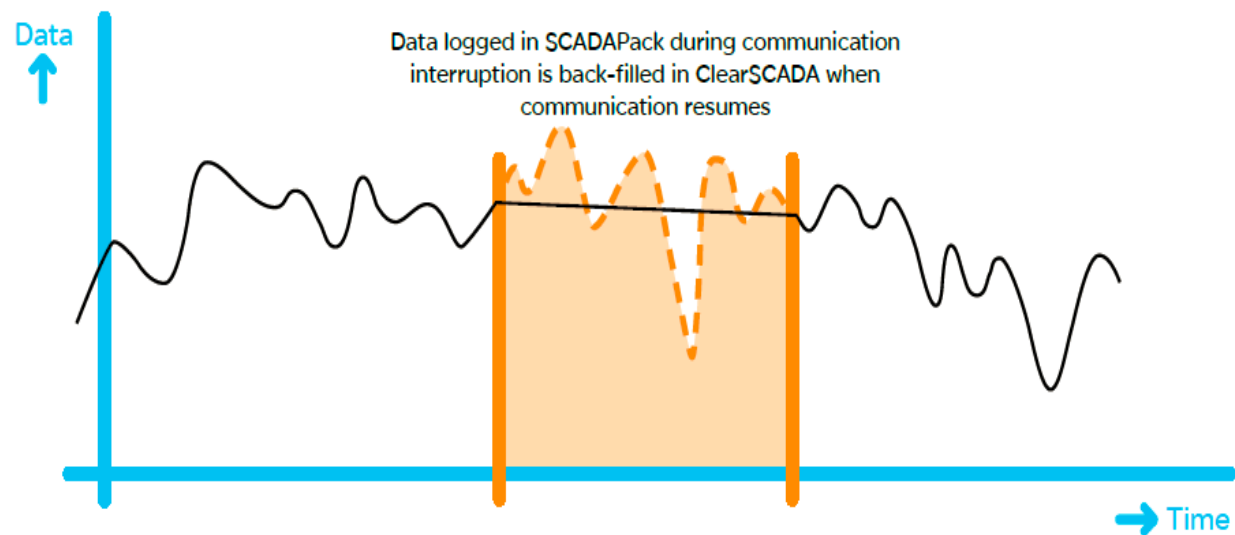 Data
Data logged in SCADAPack during communication
interruption is back-filled in ClearSCADA when
communication resumes
Time